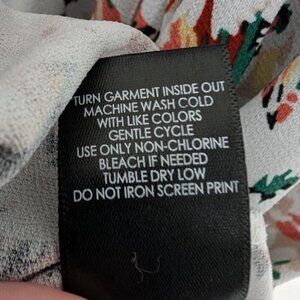 TURN GARMENT INSIDE OUT
MACHINE WASH COLD
WITH LIKE COLORS
GENTLE CYCLE
USE ONLY NON-CHLORINE
BLEACH IF NEEDED
TUMBLE DRY LOW
DO NOT IRON SCREEN PRINT